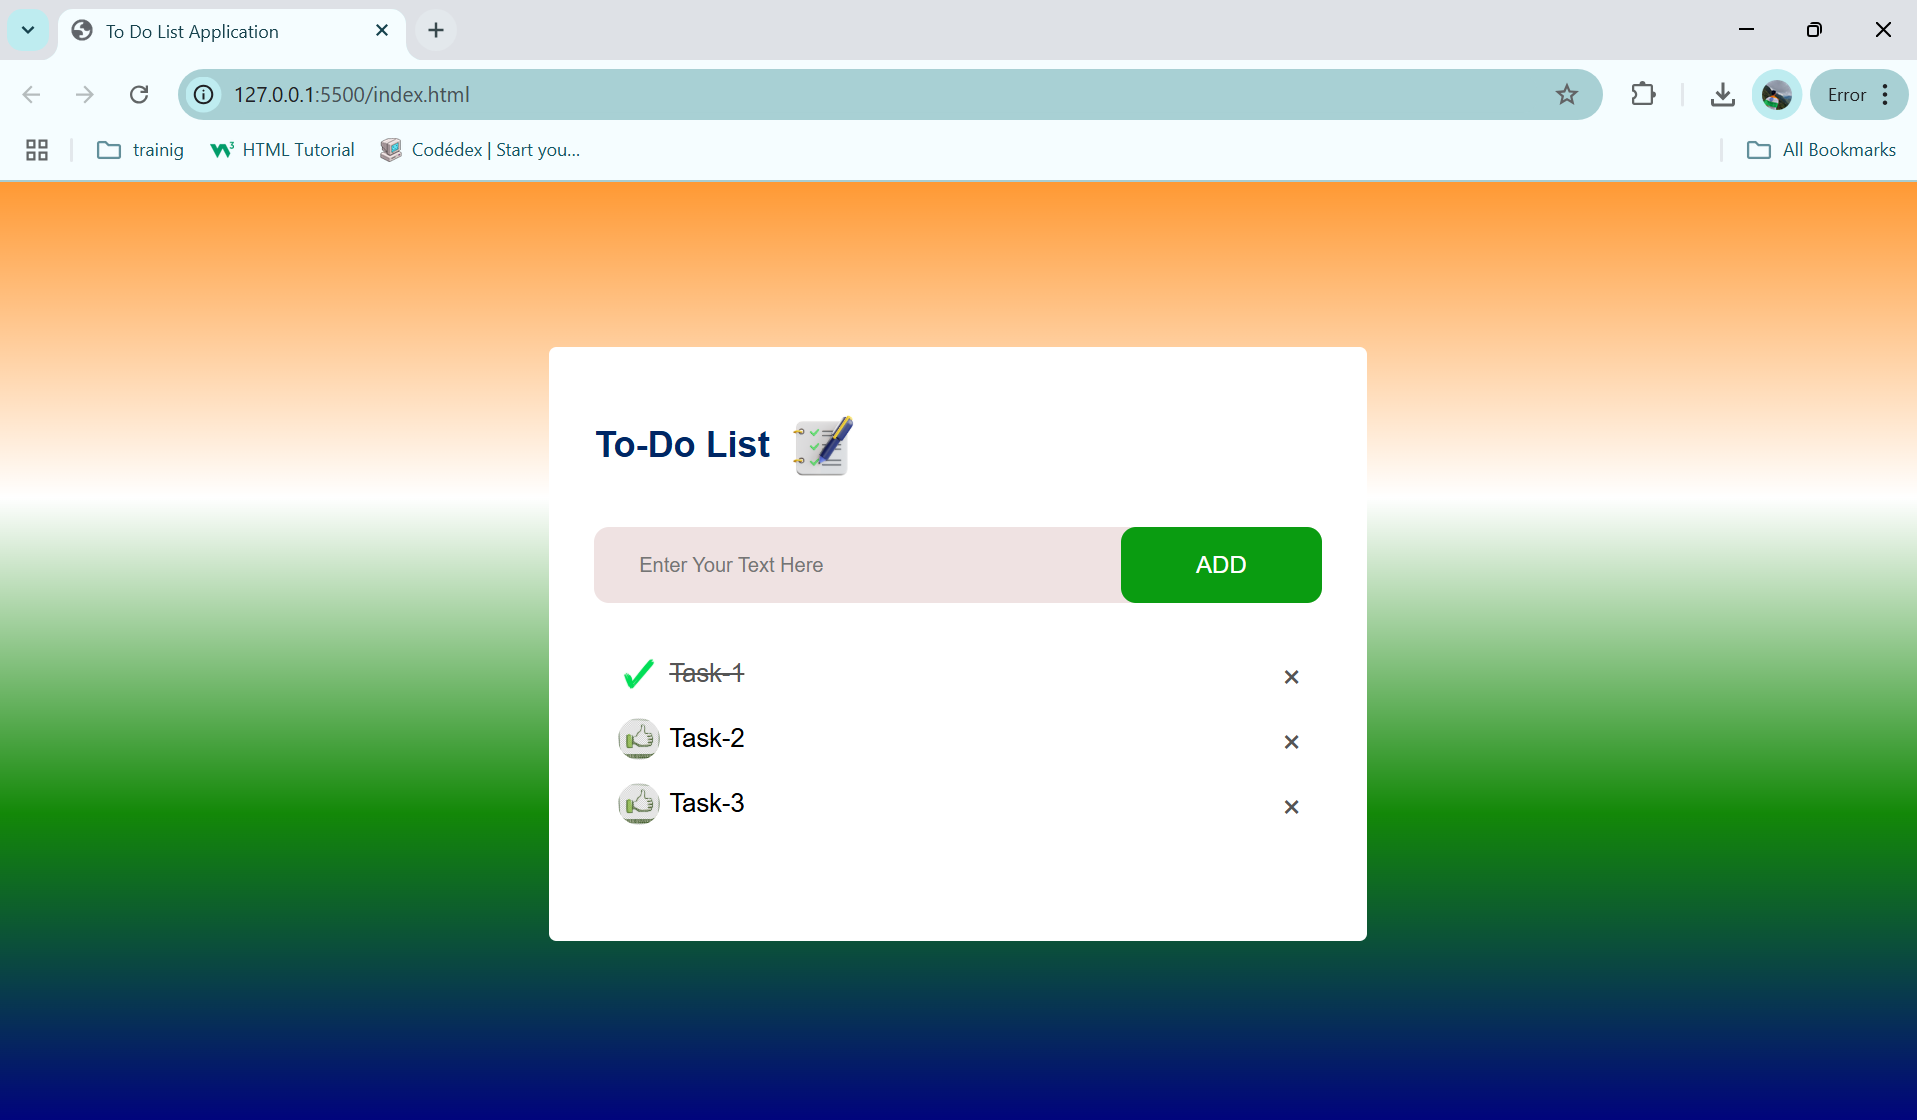 To Do List Application
127.0.0.1:5500/index.html
Error
trainig
HTML Tutorial
Codédex | Start you...
All Bookmarks
To-Do List
Enter Your Text Here
ADD
Task-1
Task-2
Task-3